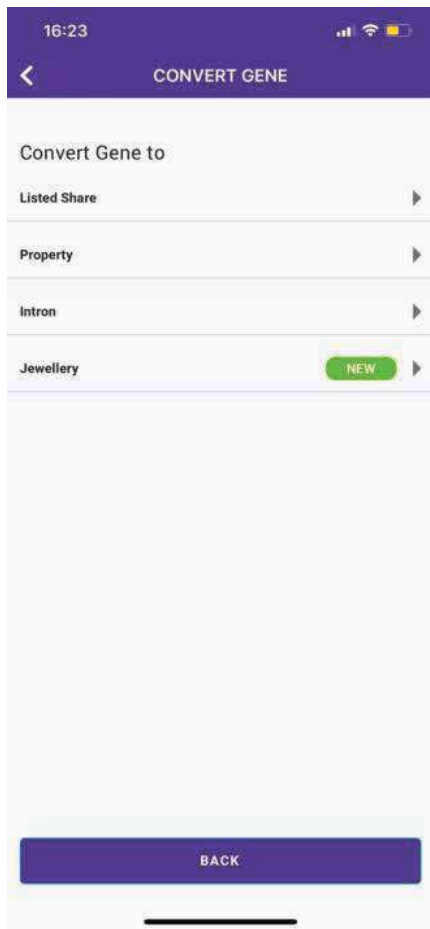 16:23
CONVERT GENE
Convert Gene to
Listed Share
Property
Intron
Jewellery NEW
BACK